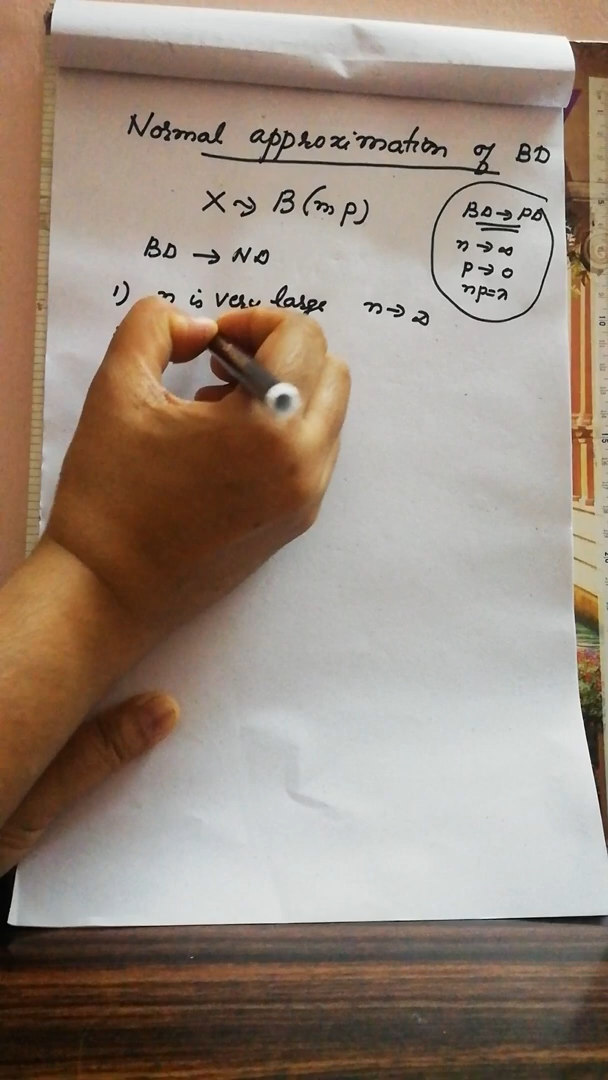 Normal approximation of BD
X → B(n, p)
BD → PD
n → ∞
p → 0
np = λ
BD → ND
1) n is very large n → ∞